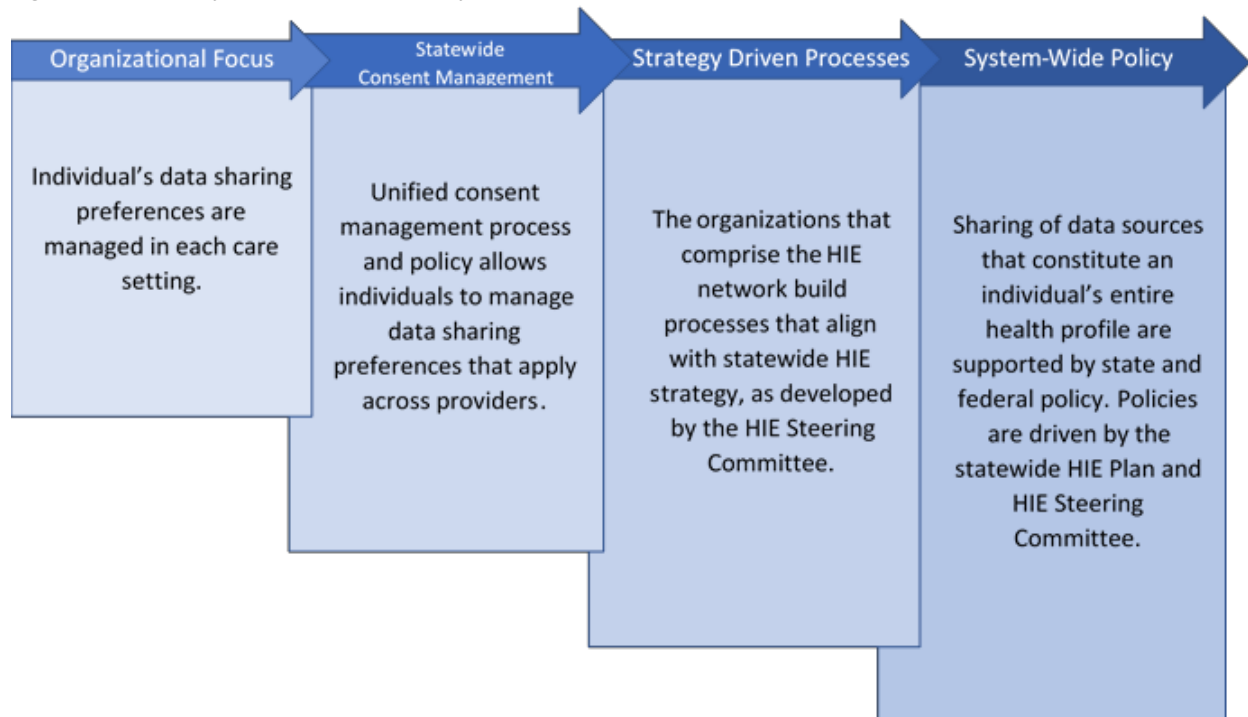 Organizational Focus
Individual's data sharing
preferences are
managed in each care
setting.
Statewide
Consent Management
Unified consent
management process
and policy allows
individuals to manage
data sharing
preferences that apply
across providers.
Strategy Driven Processes
The organizations that
comprise the HIE
network build
processes that align
with statewide HIE
strategy, as developed
by the HIE Steering
Committee.
System-Wide Policy
Sharing of data sources
that constitute an
individual's entire
health profile are
supported by state and
federal policy. Policies
are driven by the
statewide HIE Plan and
HIE Steering
Committee.